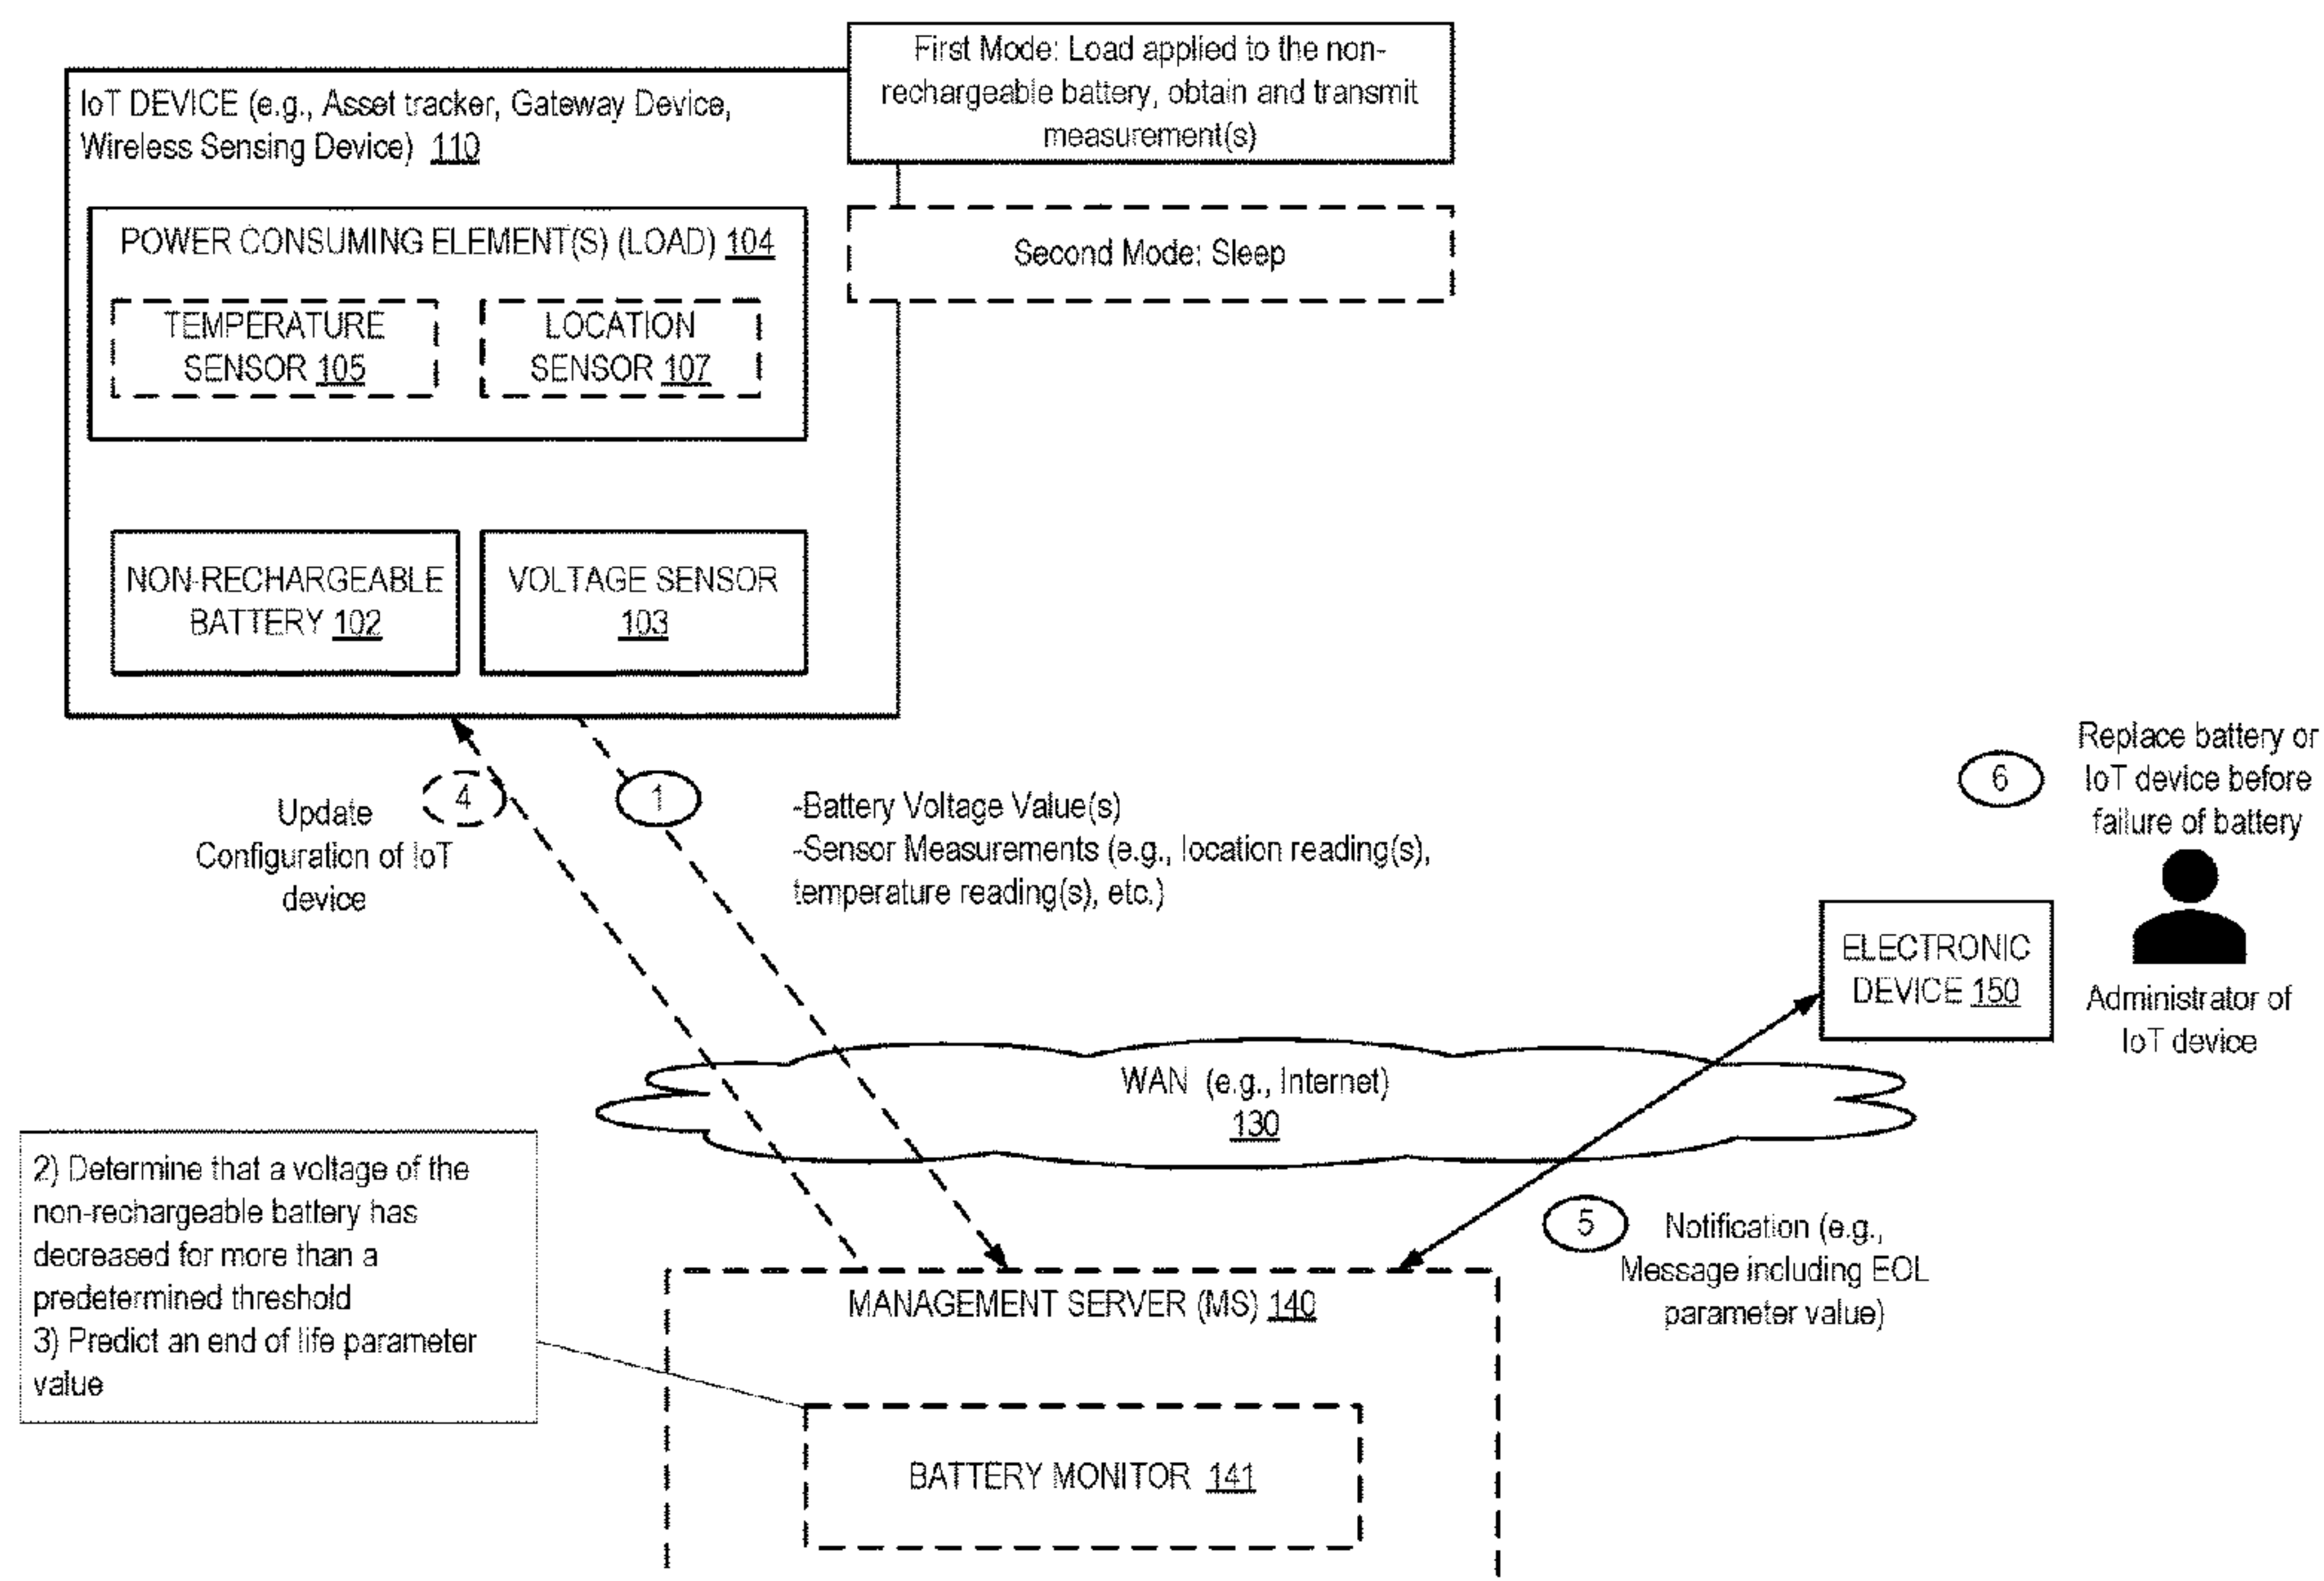 First Mode: Load applied to the non-
rechargeable battery, obtain and transmit
measurement(s)
IoT DEVICE (e.g., Asset tracker, Gateway Device,
Wireless Sensing Device) 110
Second Mode: Sleep
POWER CONSUMING ELEMENT(S) (LOAD) 104
TEMPERATURE
SENSOR 105
LOCATION
SENSOR 107
NON-RECHARGEABLE
BATTERY 102
VOLTAGE SENSOR
103
4
Update
Configuration of IoT
device
1
-Battery Voltage Value(s)
-Sensor Measurements (e.g., location reading(s),
temperature reading(s), etc.)
6
Replace battery or
IoT device before
failure of battery
ELECTRONIC
DEVICE 150
Administrator of
IoT device
WAN (e.g., Internet)
130
2) Determine that a voltage of the
non-rechargeable battery has
decreased for more than a
predetermined threshold
3) Predict an end of life parameter
value
5
Notification (e.g.,
Message including EOL
parameter value)
MANAGEMENT SERVER (MS) 140
BATTERY MONITOR 141